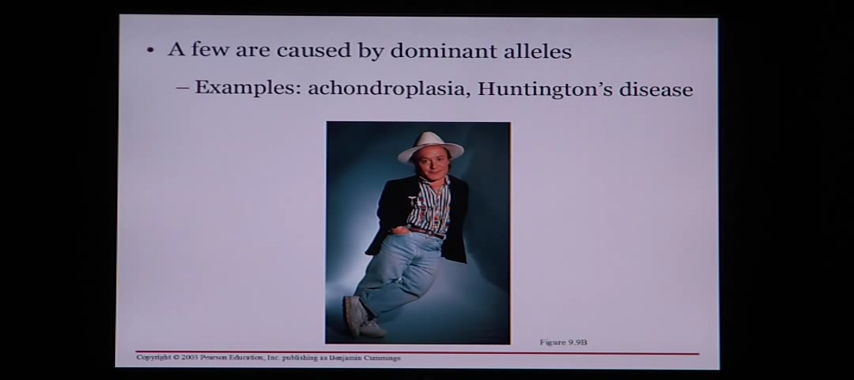 • A few are caused by dominant alleles
– Examples: achondroplasia, Huntington's disease
Figure 9.9B
Copyright © 2003 Pearson Education, Inc. publishing as Benjamin Cummings